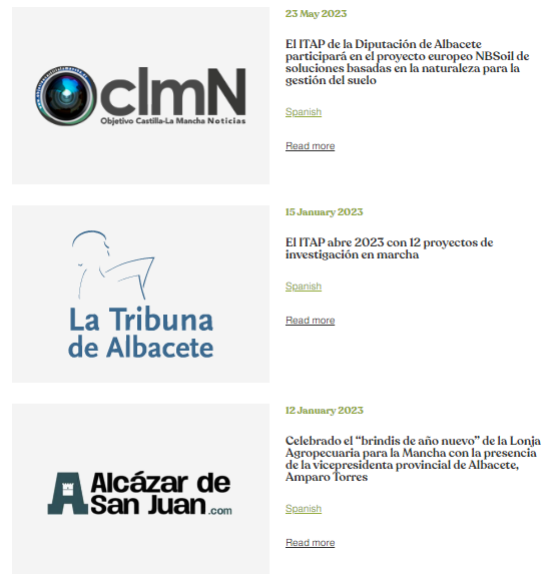 23 May 2023
El ITAP de la Diputación de Albacete
participará en el proyecto europeo NBSoil de
soluciones basadas en la naturaleza para la
gestión del suelo
Spanish
Read more
oclmN
Objetivo Castilla-La Mancha Noticias
15 January 2023
El ITAP abre 2023 con 12 proyectos de
investigación en marcha
Spanish
Read more
La Tribuna
de Albacete
12 January 2023
Celebrado el “brindis de año nuevo” de la Lonja
Agropecuaria para la Mancha con la presencia
de la vicepresidenta provincial de Albacete,
Amparo Torres
Spanish
Read more
Alcázar de
San Juan.com